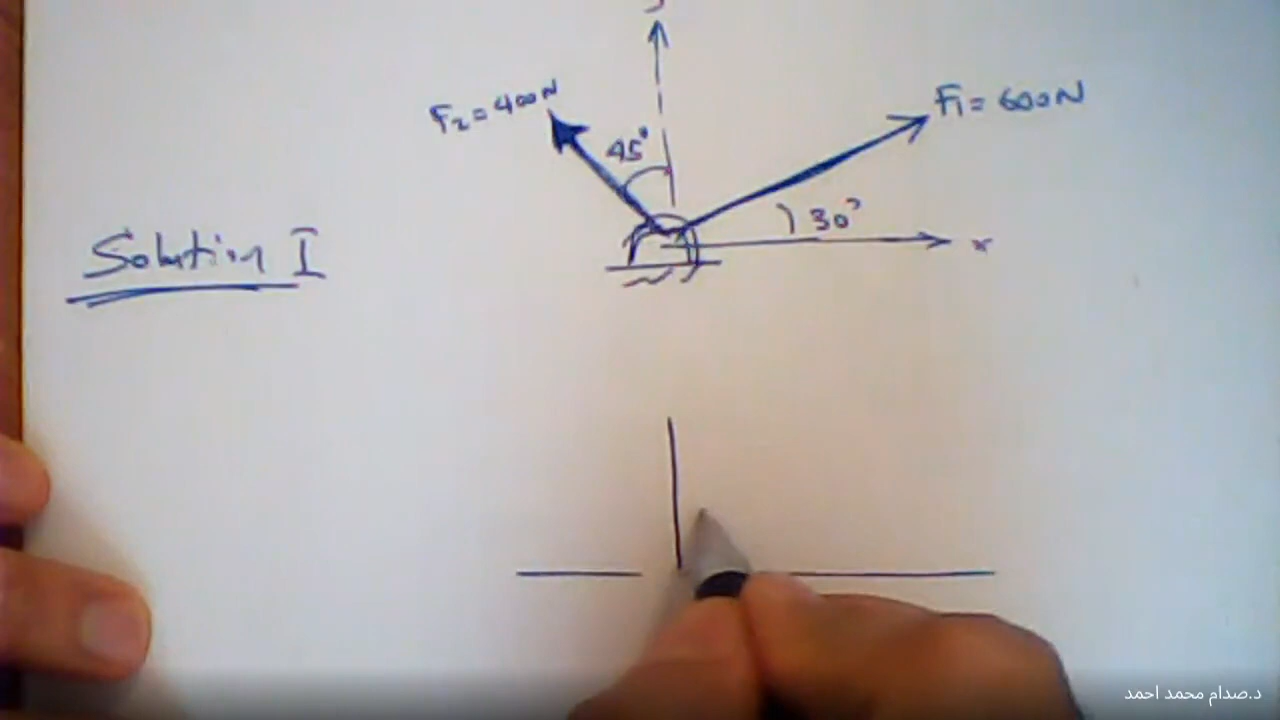 y
F₂ = 400N
F₁ = 600N
45°
30°
x
Solution I
د.صدام محمد احمد